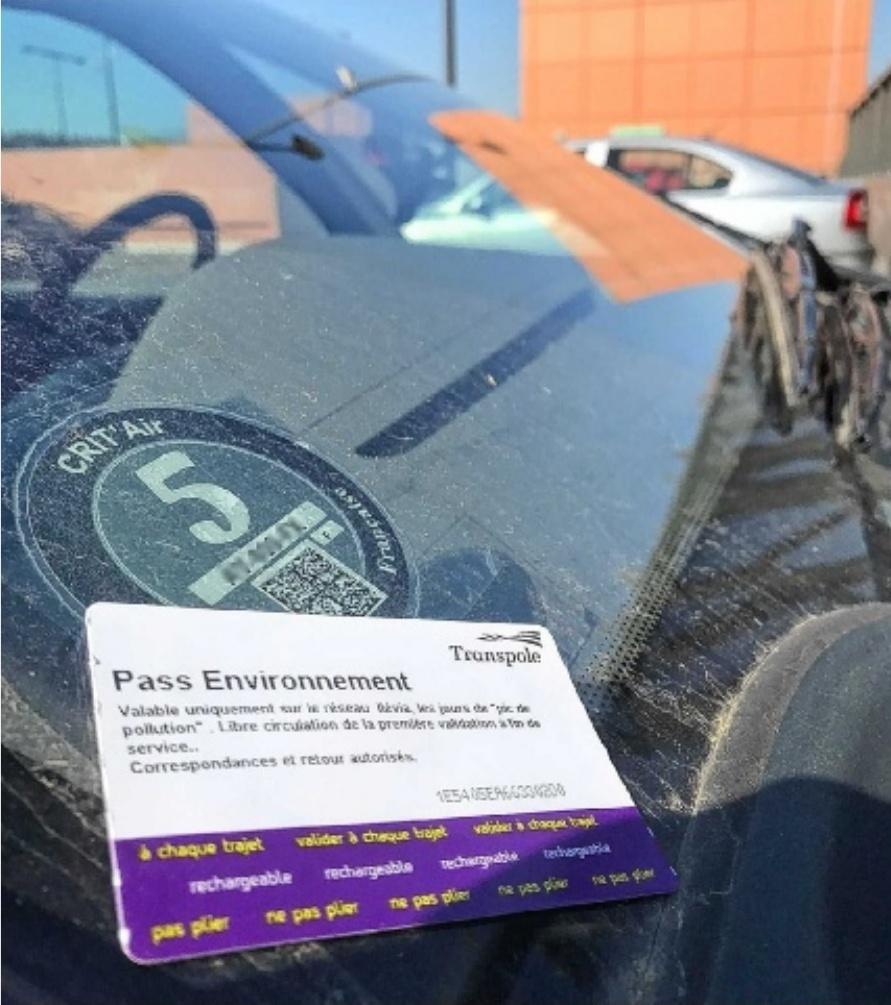 CRIT'Air
5
française
Transpole
Pass Environnement
Valable uniquement sur le réseau ilévia, les jours de "pic de
pollution" . Libre circulation de la première validation à fin de
service..
Correspondances et retour autorisés.
à chaque trajet valider à chaque trajet valider à chaque trajet
rechargeable rechargeable rechargeable rechargeable
pas plier ne pas plier ne pas plier ne pas plier ne pas plier